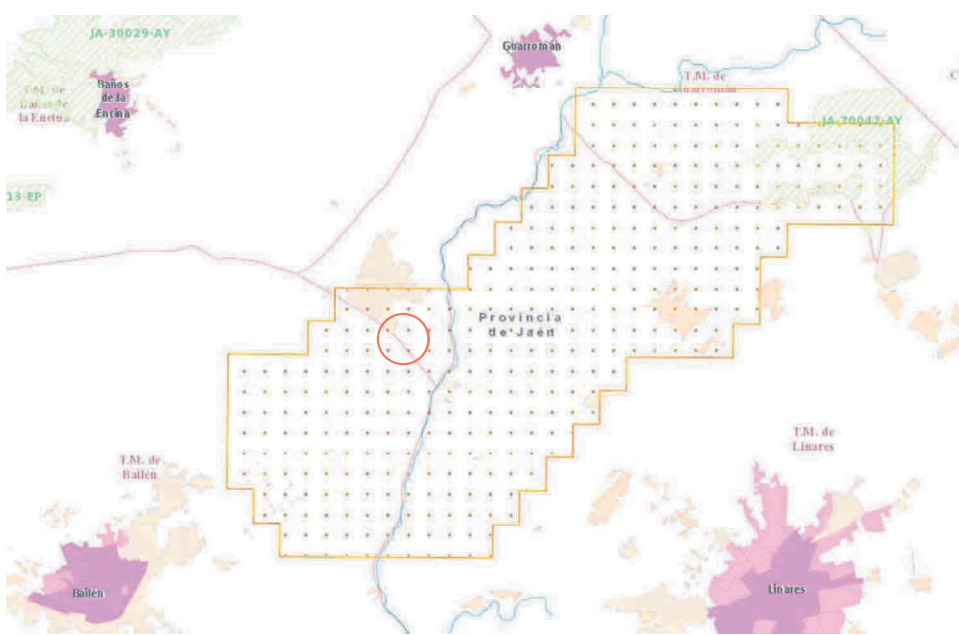 JA-30029-AY
Guarromán
Baños
de la
Encina
T.M. de
Baños de
la Encina
T.M. de
Guarromán
JA-70047-AY
13-EP
Provincia
de Jaén
T.M. de
Linares
T.M. de
Bailén
Bailén
Linares